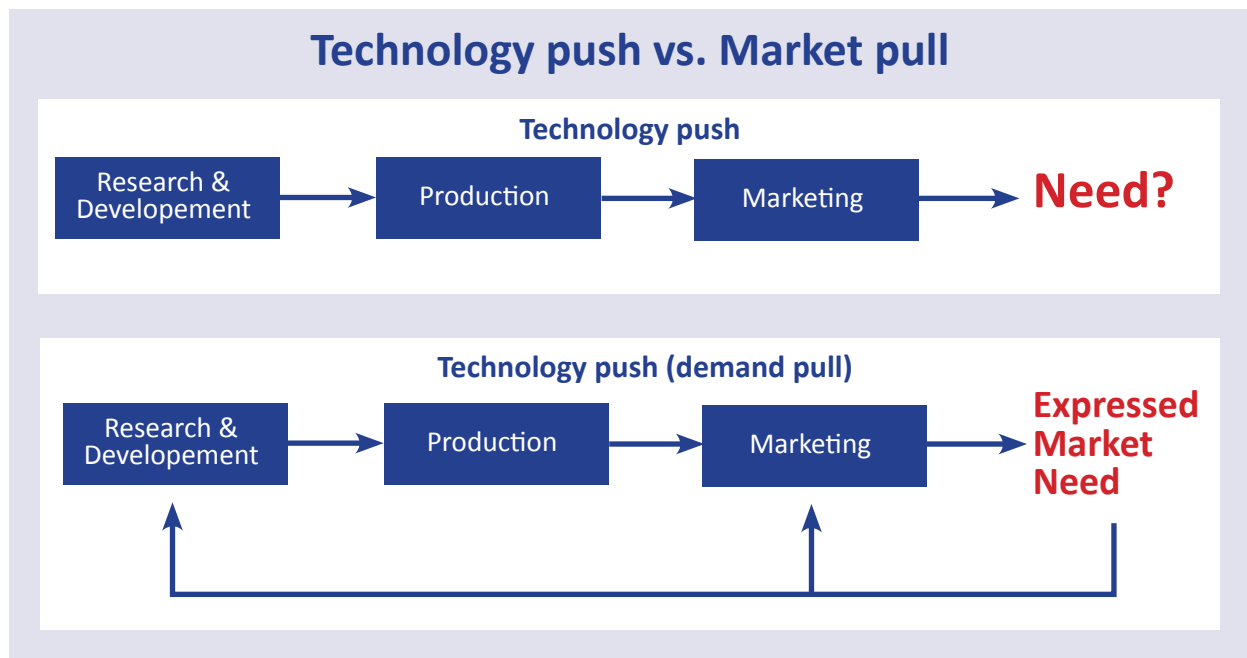 Technology push vs. Market pull
Technology push
Research &
Developement
Production
Marketing
Need?
Technology push (demand pull)
Research &
Developement
Production
Marketing
Expressed
Market
Need